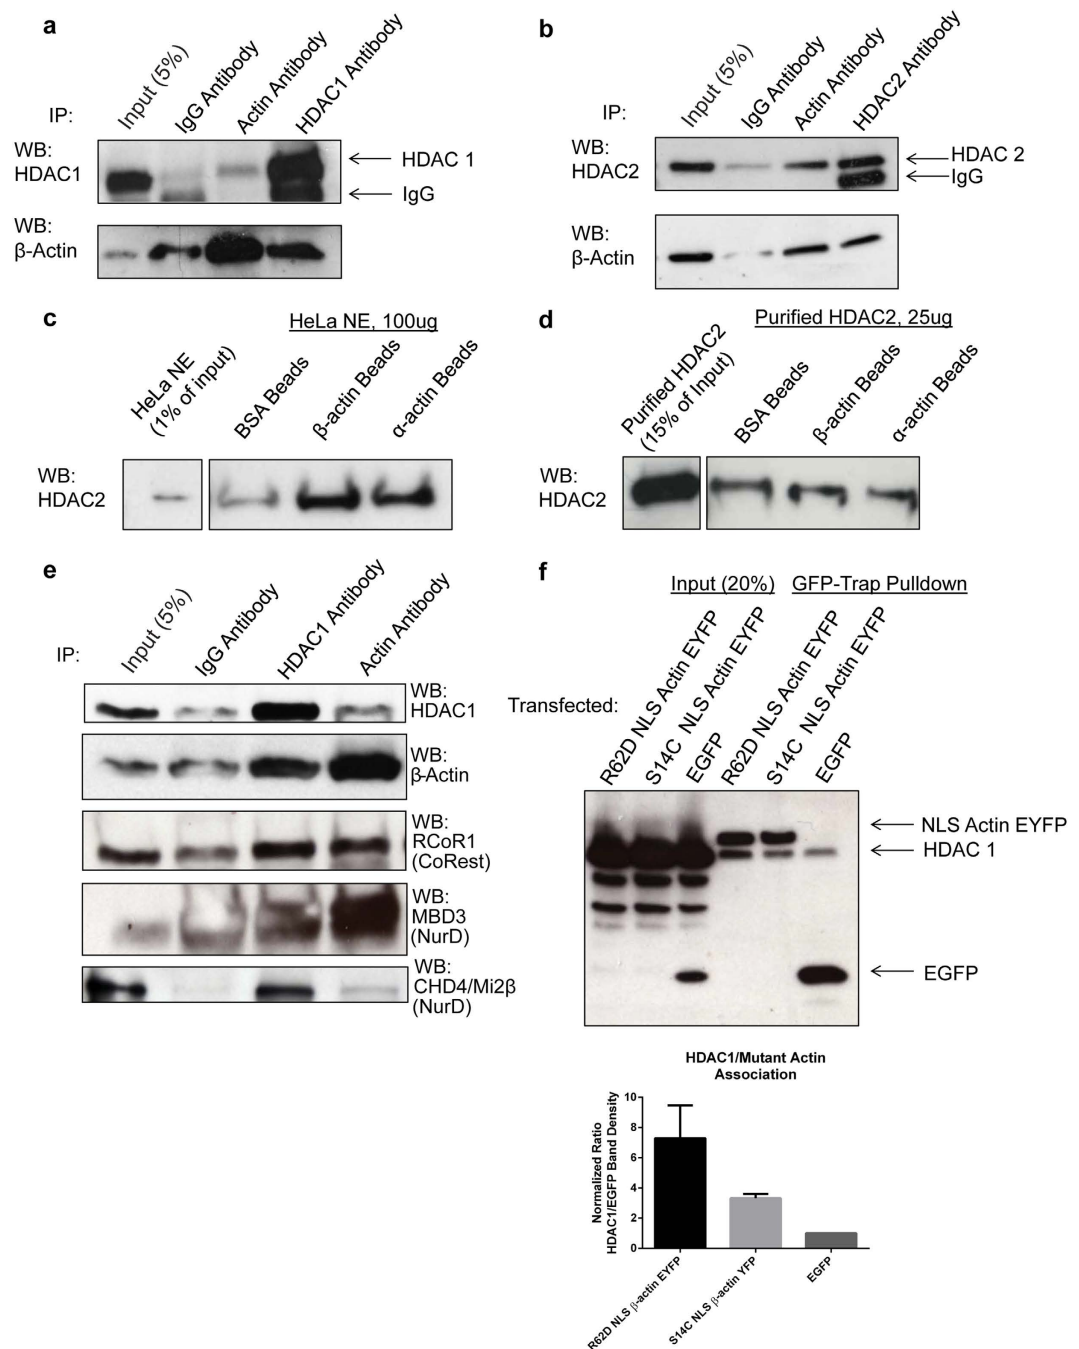 a
IP:
Input (5%)
IgG Antibody
Actin Antibody
HDAC1 Antibody
WB:
HDAC1
HDAC 1
IgG
WB:
β-Actin
b
IP:
Input (5%)
IgG Antibody
Actin Antibody
HDAC2 Antibody
WB:
HDAC2
HDAC 2
IgG
WB:
β-Actin
c
HeLa NE, 100ug
HeLa NE
(1% of input)
BSA Beads
β-actin Beads
α-actin Beads
WB:
HDAC2
d
Purified HDAC2, 25ug
Purified HDAC2
(15% of Input)
BSA Beads
β-actin Beads
α-actin Beads
WB:
HDAC2
e
IP:
Input (5%)
IgG Antibody
HDAC1 Antibody
Actin Antibody
WB:
HDAC1
WB:
β-Actin
WB:
RCoR1
(CoRest)
WB:
MBD3
(NurD)
WB:
CHD4/Mi2β
(NurD)
f
Input (20%)
GFP-Trap Pulldown
Transfected:
R62D NLS Actin EYFP
S14C NLS Actin EYFP
EGFP
R62D NLS Actin EYFP
S14C NLS Actin EYFP
EGFP
NLS Actin EYFP
HDAC 1
EGFP
HDAC1/Mutant Actin
Association
Normalized Ratio
HDAC1/EGFP Band Density
10
8
6
4
2
0
R62D NLS β-actin EYFP
S14C NLS β-actin YFP
EGFP